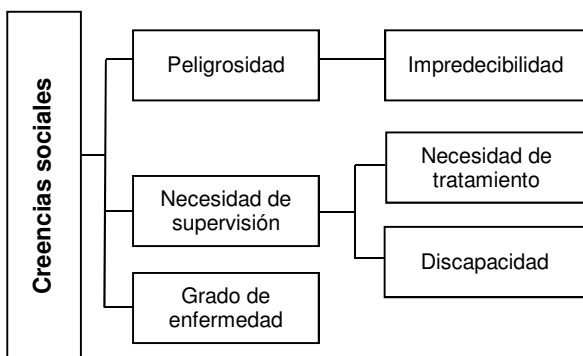 Creencias sociales
Peligrosidad
Impredecibilidad
Necesidad de
supervisión
Necesidad de
tratamiento
Discapacidad
Grado de
enfermedad